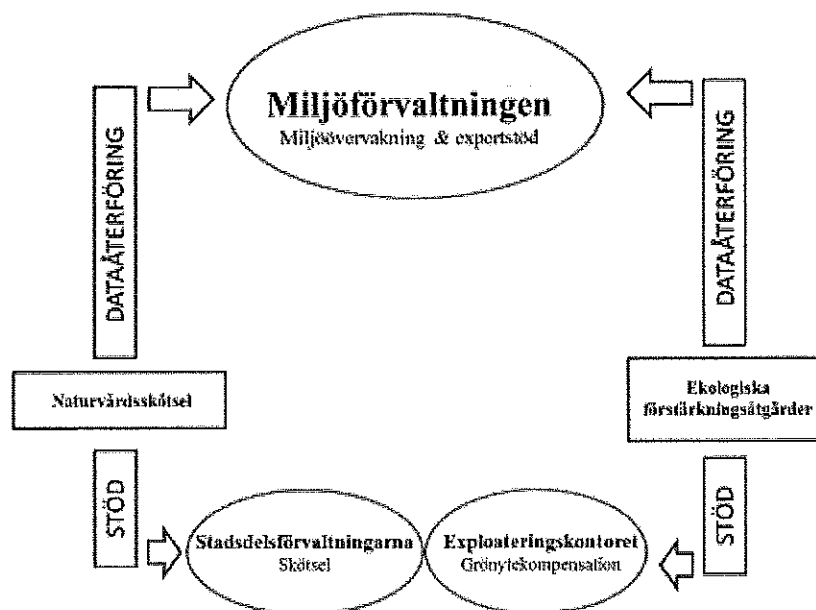 Miljöförvaltningen
Miljöövervakning & expertstöd
DATAÅTERFÖRING
DATAÅTERFÖRING
Naturvårdsskötsel
Ekologiska
förstärkningsåtgärder
STÖD
STÖD
Stadsdelsförvaltningarna
Skötsel
Exploateringskontoret
Grönytekompensation